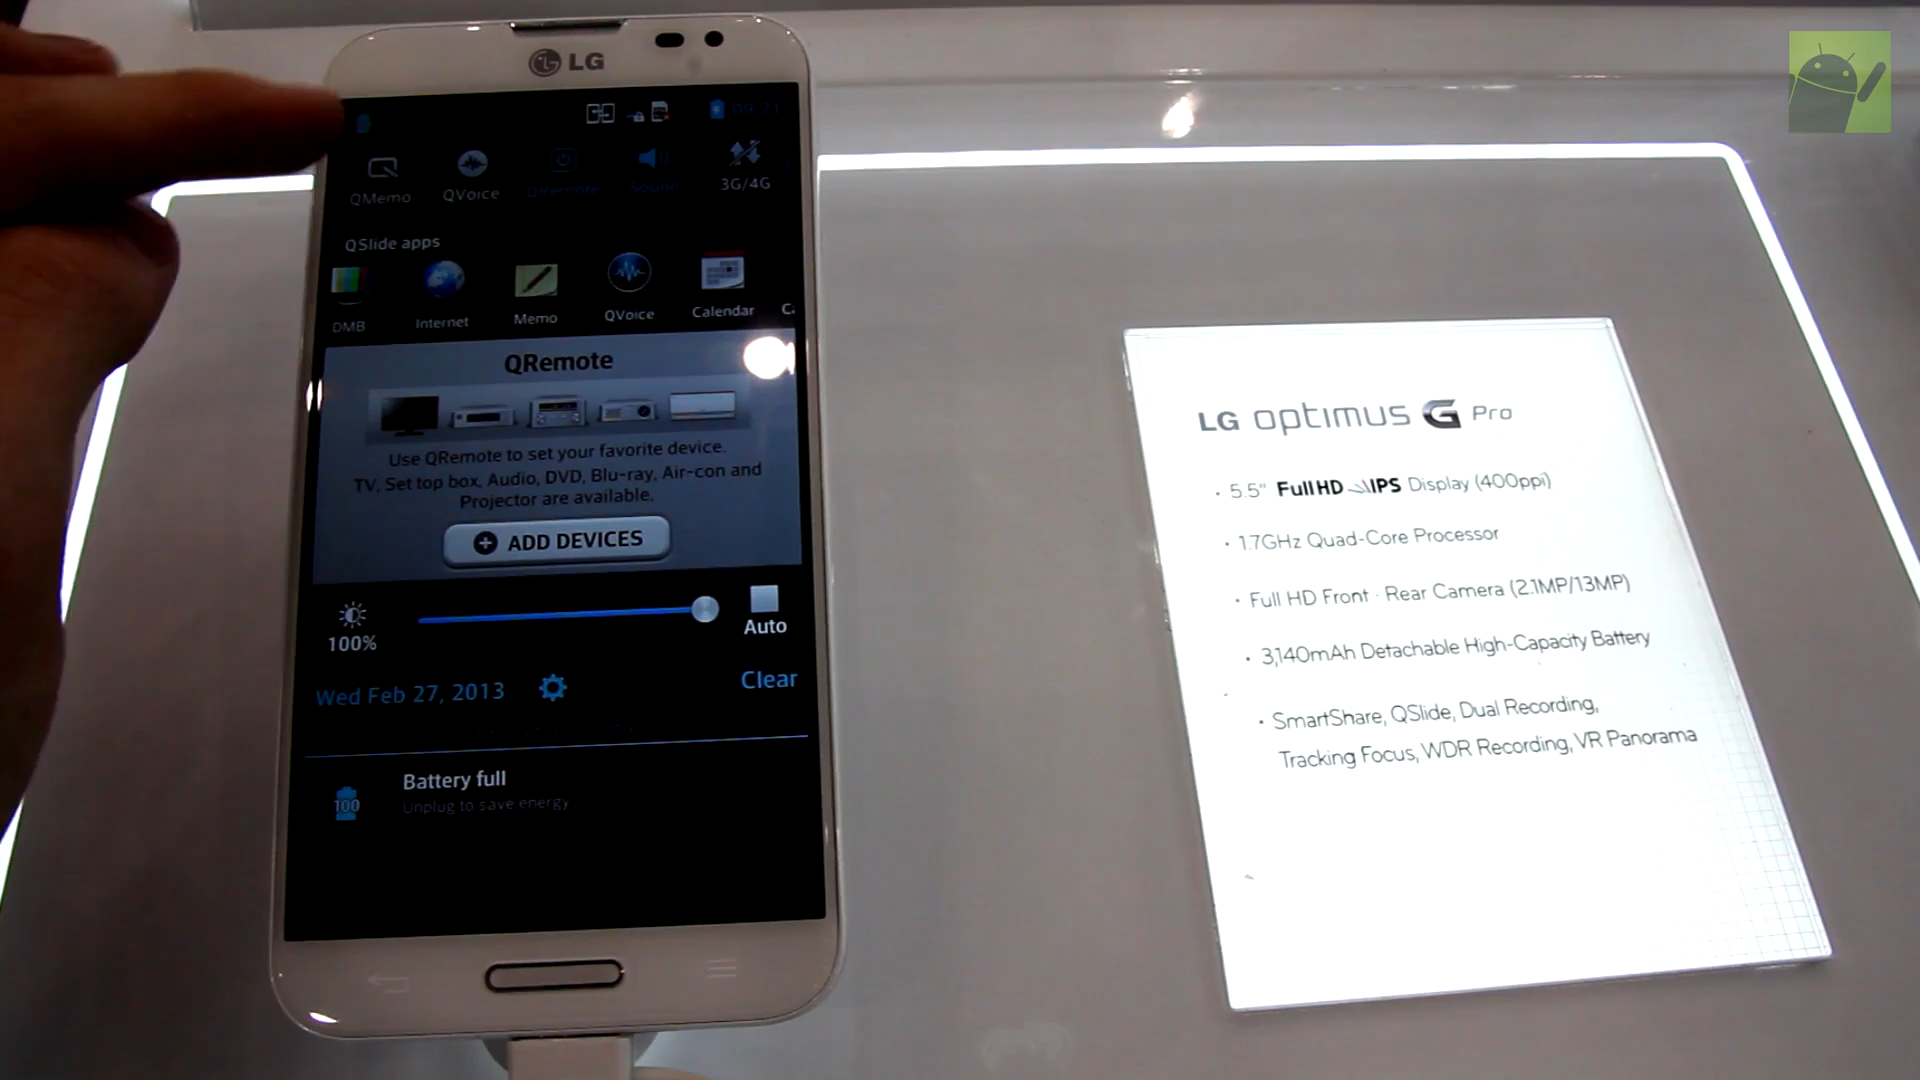 LG
09:21
QMemo QVoice QRemote Sound 3G/4G
QSlide apps
DMB Internet Memo QVoice Calendar
QRemote
Use QRemote to set your favorite device.
TV, Set top box, Audio, DVD, Blu-ray, Air-con and
Projector are available.
ADD DEVICES
100% Auto
Wed Feb 27, 2013 Clear
100 Battery full
Unplug to save energy
LG optimus G Pro
• 5.5" Full HD IPS Display (400ppi)
• 1.7GHz Quad-Core Processor
• Full HD Front · Rear Camera (2.1MP/13MP)
• 3,140mAh Detachable High-Capacity Battery
• SmartShare, QSlide, Dual Recording,
Tracking Focus, WDR Recording, VR Panorama